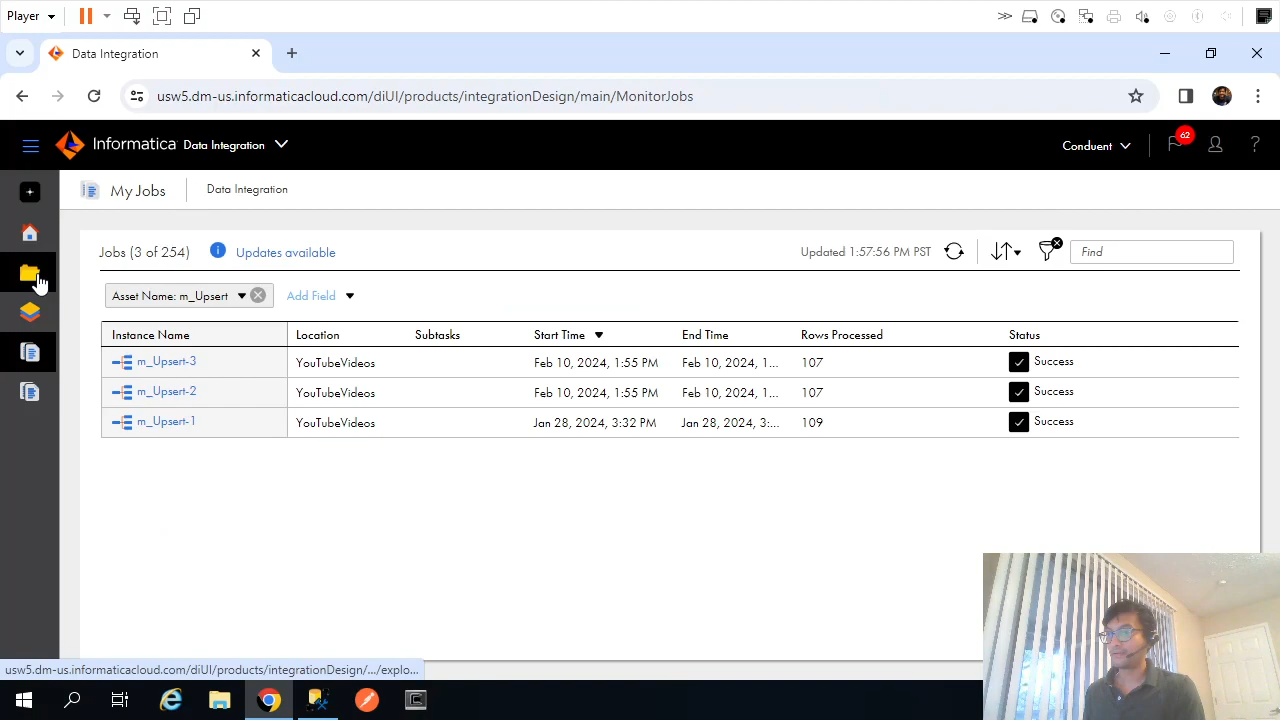 Player
Data Integration
usw5.dm-us.informaticacloud.com/diUI/products/integrationDesign/main/MonitorJobs
Informatica Data Integration
Conduent
62
My Jobs
Data Integration
Jobs (3 of 254)
Updates available
Updated 1:57:56 PM PST
Find
Asset Name: m_Upsert
Add Field
Instance Name Location Subtasks Start Time End Time Rows Processed Status
m_Upsert-3 YouTubeVideos Feb 10, 2024, 1:55 PM Feb 10, 2024, 1... 107 Success
m_Upsert-2 YouTubeVideos Feb 10, 2024, 1:55 PM Feb 10, 2024, 1... 107 Success
m_Upsert-1 YouTubeVideos Jan 28, 2024, 3:32 PM Jan 28, 2024, 3:... 109 Success
usw5.dm-us.informaticacloud.com/diUI/products/integrationDesign/.../explo...